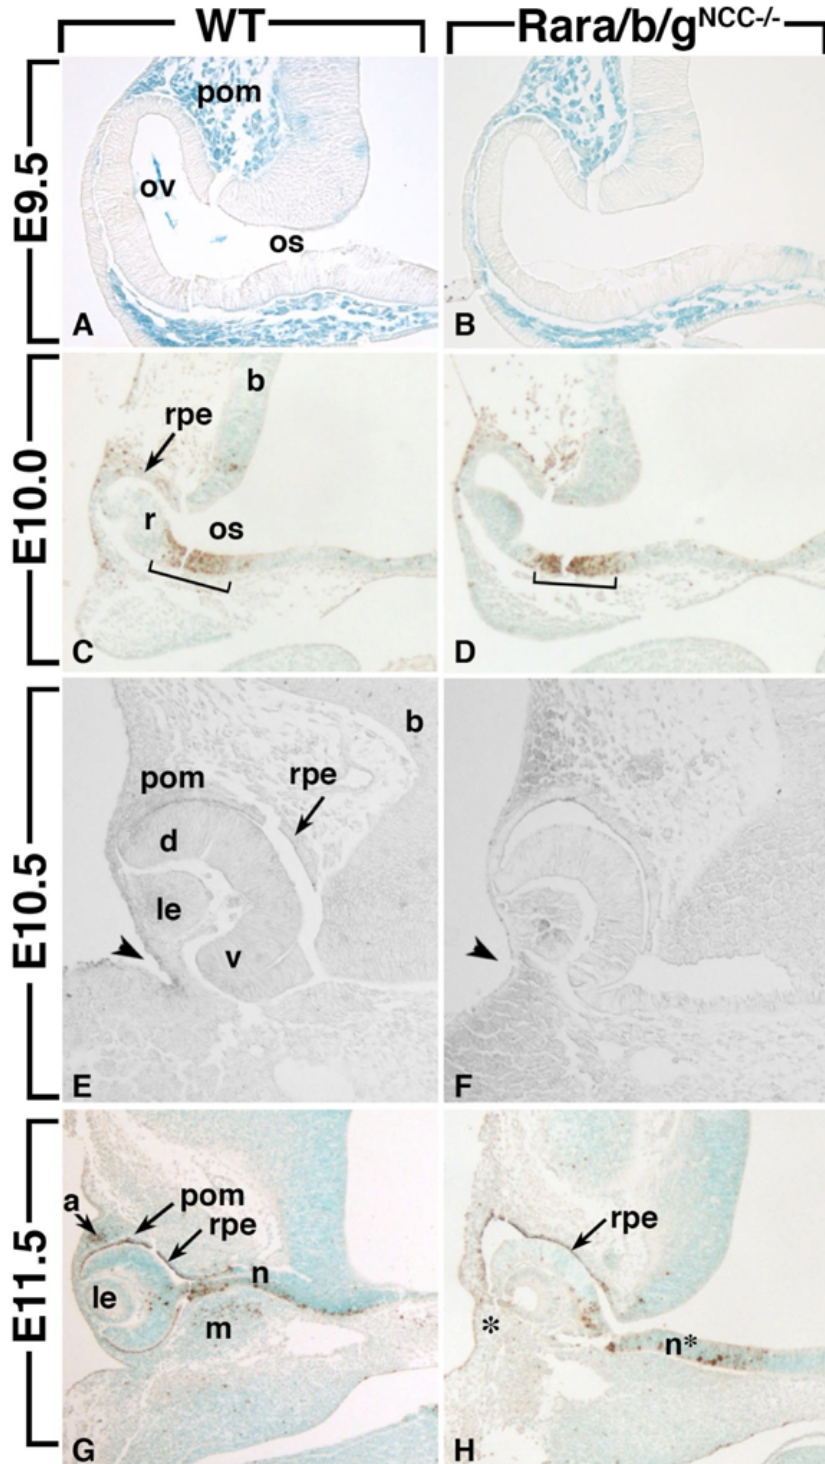 WT Rara/b/gNCC-/-
E9.5
pom
ov
os
A B
E10.0
b
rpe
r os
C D
E10.5
b
pom rpe
d
le
v
E F
E11.5
a pom
rpe rpe
n
le
m
* n*
G H